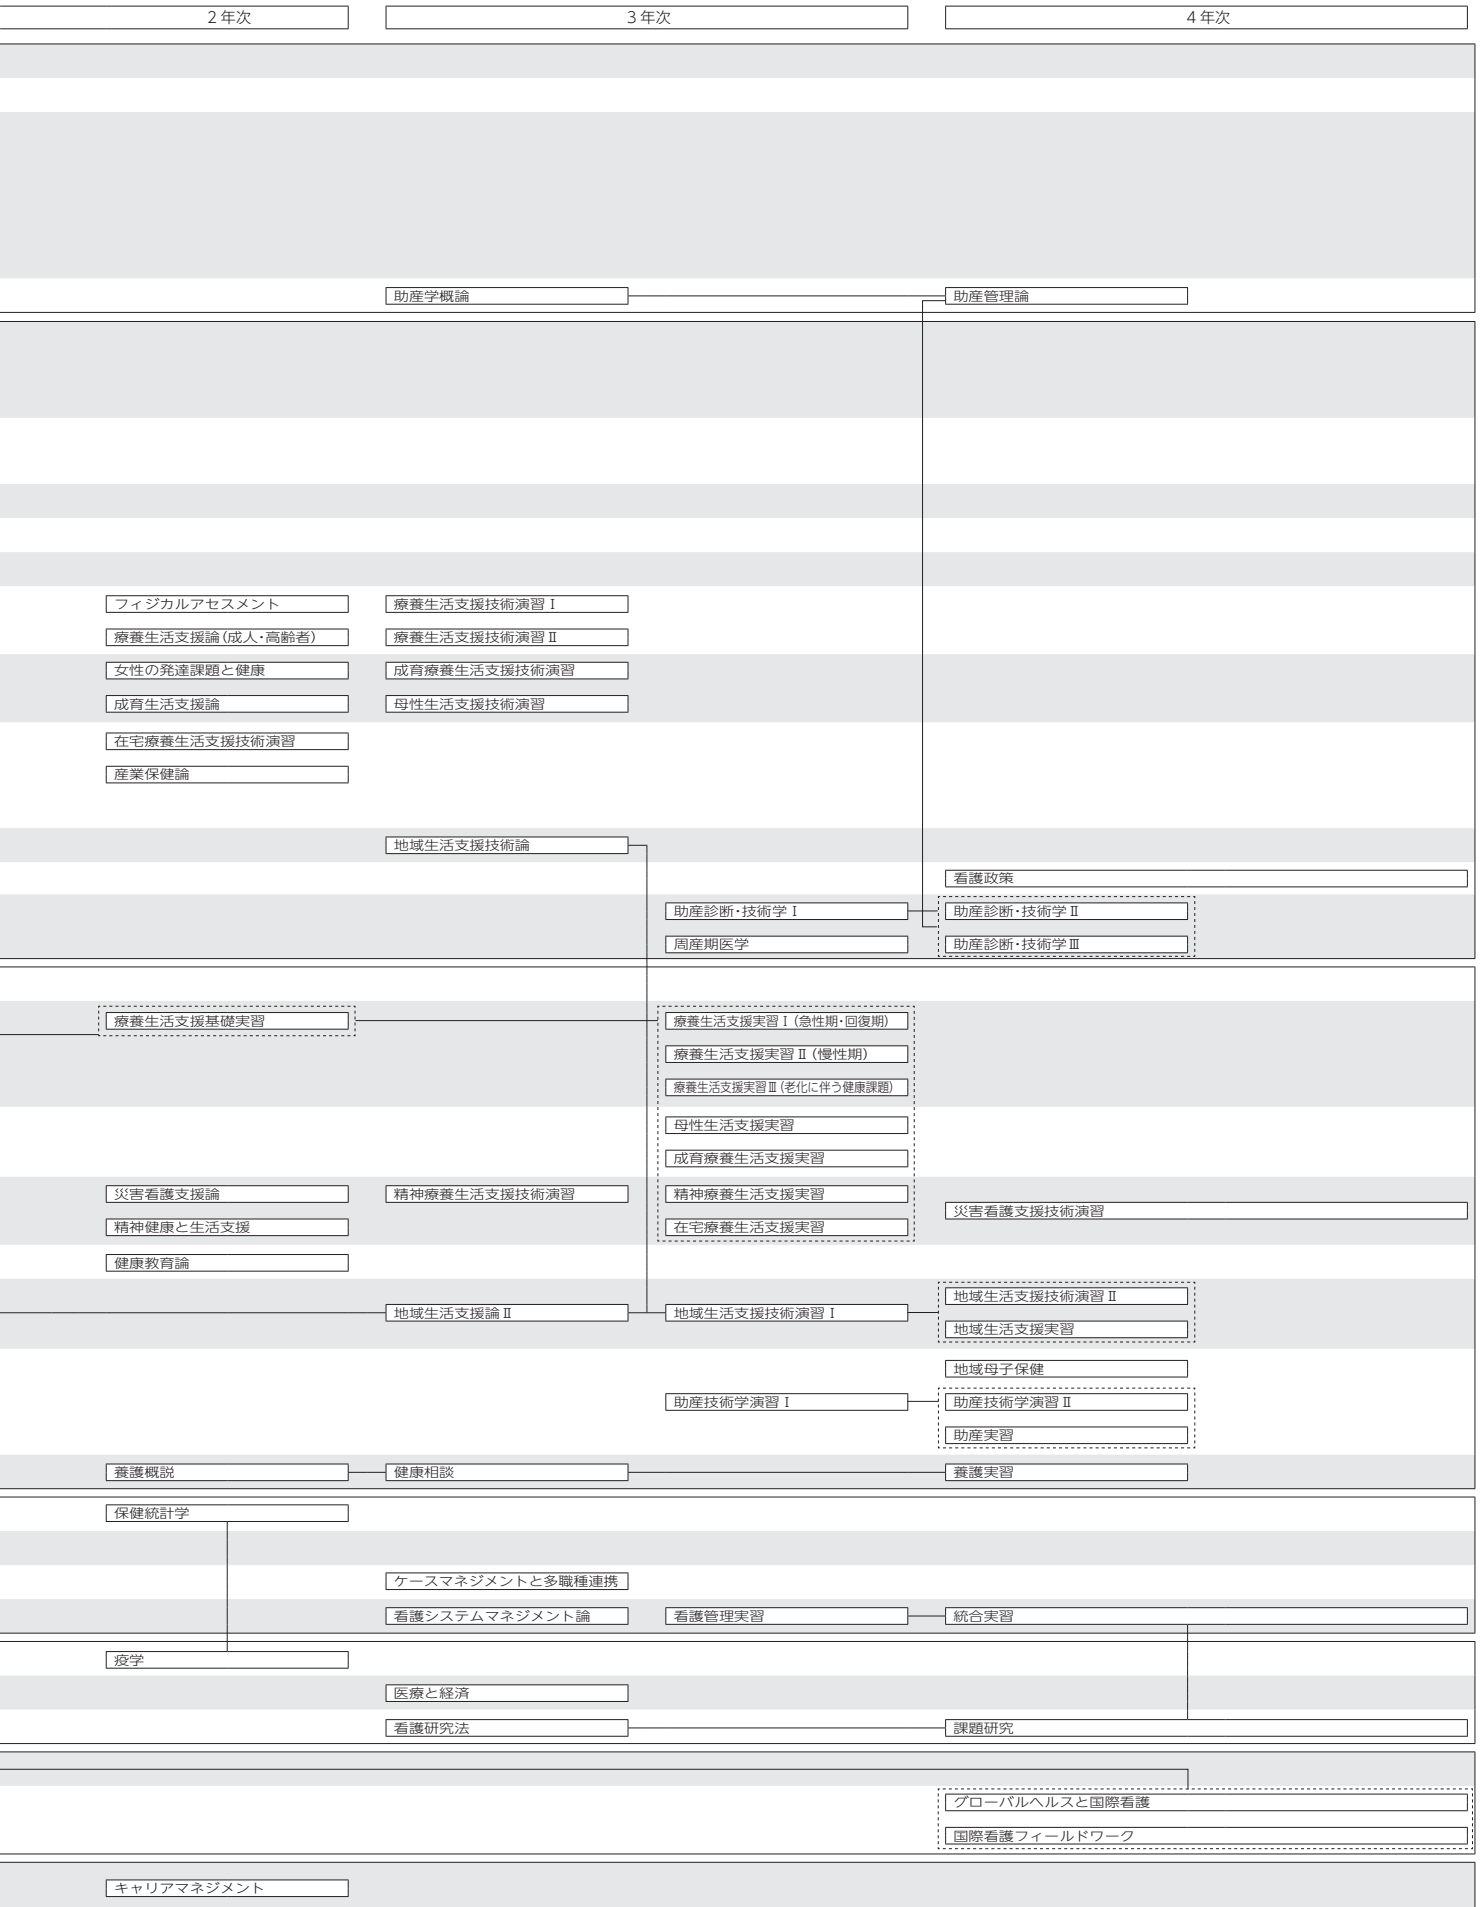 2年次
3年次
4年次
助産学概論
助産管理論
フィジカルアセスメント
療養生活支援技術演習Ⅰ
療養生活支援論（成人・高齢者）
療養生活支援技術演習Ⅱ
女性の発達課題と健康
成育療養生活支援技術演習
成育生活支援論
母性生活支援技術演習
在宅療養生活支援技術演習
産業保健論
地域生活支援技術論
看護政策
助産診断・技術学Ⅰ
助産診断・技術学Ⅱ
周産期医学
助産診断・技術学Ⅲ
療養生活支援基礎実習
療養生活支援実習Ⅰ（急性期・回復期）
療養生活支援実習Ⅱ（慢性期）
療養生活支援実習Ⅲ（老化に伴う健康課題）
母性生活支援実習
成育療養生活支援実習
災害看護支援論
精神療養生活支援技術演習
精神療養生活支援実習
災害看護支援技術演習
精神健康と生活支援
在宅療養生活支援実習
健康教育論
地域生活支援技術演習Ⅱ
地域生活支援論Ⅱ
地域生活支援技術演習Ⅰ
地域生活支援実習
地域母子保健
助産技術学演習Ⅰ
助産技術学演習Ⅱ
助産実習
養護概説
健康相談
養護実習
保健統計学
ケースマネジメントと多職種連携
看護システムマネジメント論
看護管理実習
統合実習
疫学
医療と経済
看護研究法
課題研究
グローバルヘルスと国際看護
国際看護フィールドワーク
キャリアマネジメント